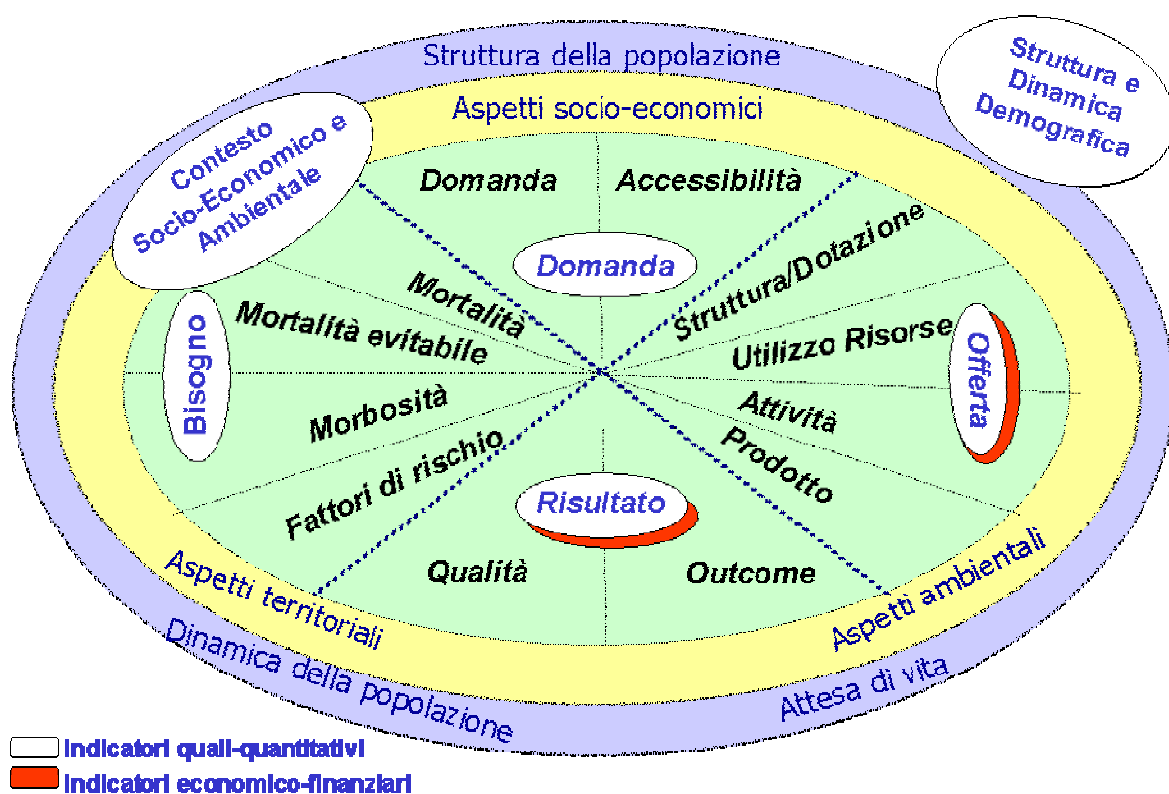 Struttura della popolazione
Struttura e
Dinamica
Demografica
Aspetti socio-economici
Contesto
Socio-Economico e
Ambientale
Domanda
Accessibilità
Domanda
Struttura/Dotazione
Mortalità
Mortalità evitabile
Utilizzo Risorse
Bisogno
Offerta
Morbosità
Attività
Fattori di rischio
Prodotto
Risultato
Qualità
Outcome
Aspetti territoriali
Aspetti ambientali
Dinamica della popolazione
Attesa di vita
Indicatori quali-quantitativi
Indicatori economico-finanziari